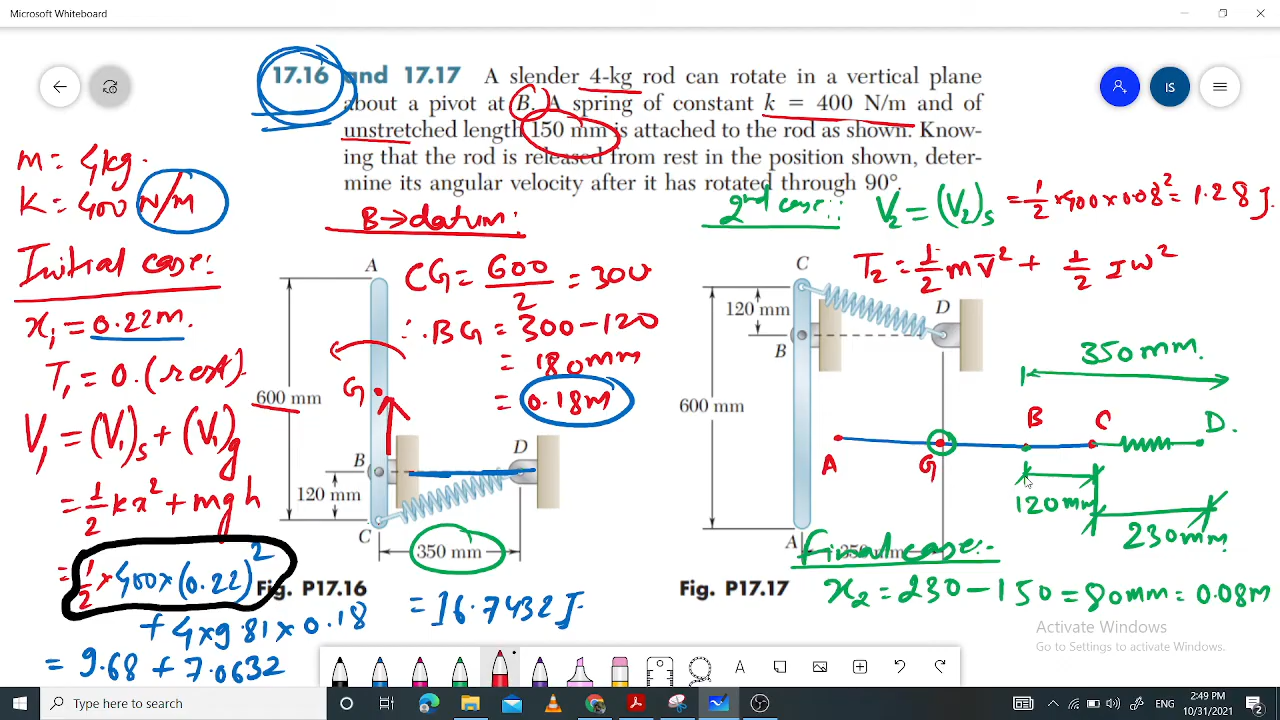 Microsoft Whiteboard
17.16 and 17.17 A slender 4-kg rod can rotate in a vertical plane
about a pivot at B. A spring of constant k = 400 N/m and of
unstretched length 150 mm is attached to the rod as shown. Know-
ing that the rod is released from rest in the position shown, deter-
mine its angular velocity after it has rotated through 90°.
IS
m = 4kg.
K = 400 N/m
Initial case:
x₁ = 0.22m.
T₁ = 0. (rest).
V₁ = (V₁)s + (V₁)g
= 1/2 kx² + mgh
= 1/2 × 400 × (0.22)²
+ 4×9.81×0.18
= 9.68 + 7.0632
= 16.7432 J.
B → datum:
CG = 600/2 = 300
∴ BG = 300 - 120
= 180mm
= 0.18m
A
G
600 mm
B
D
120 mm
C
350 mm
Fig. P17.16
2nd case:
V₂ = (V₂)s = 1/2 × 400 × 0.08² = 1.28 J.
T₂ = 1/2 m v̄² + 1/2 I w²
C
120 mm
D
B
600 mm
A
350 mm
Fig. P17.17
350mm.
A
G
B
C
D.
120mm
230mm
Final case:
x₂ = 230 - 150 = 80mm = 0.08m
Activate Windows
Go to Settings to activate Windows.
A
Type here to search
2:49 PM
10/31/2021
2